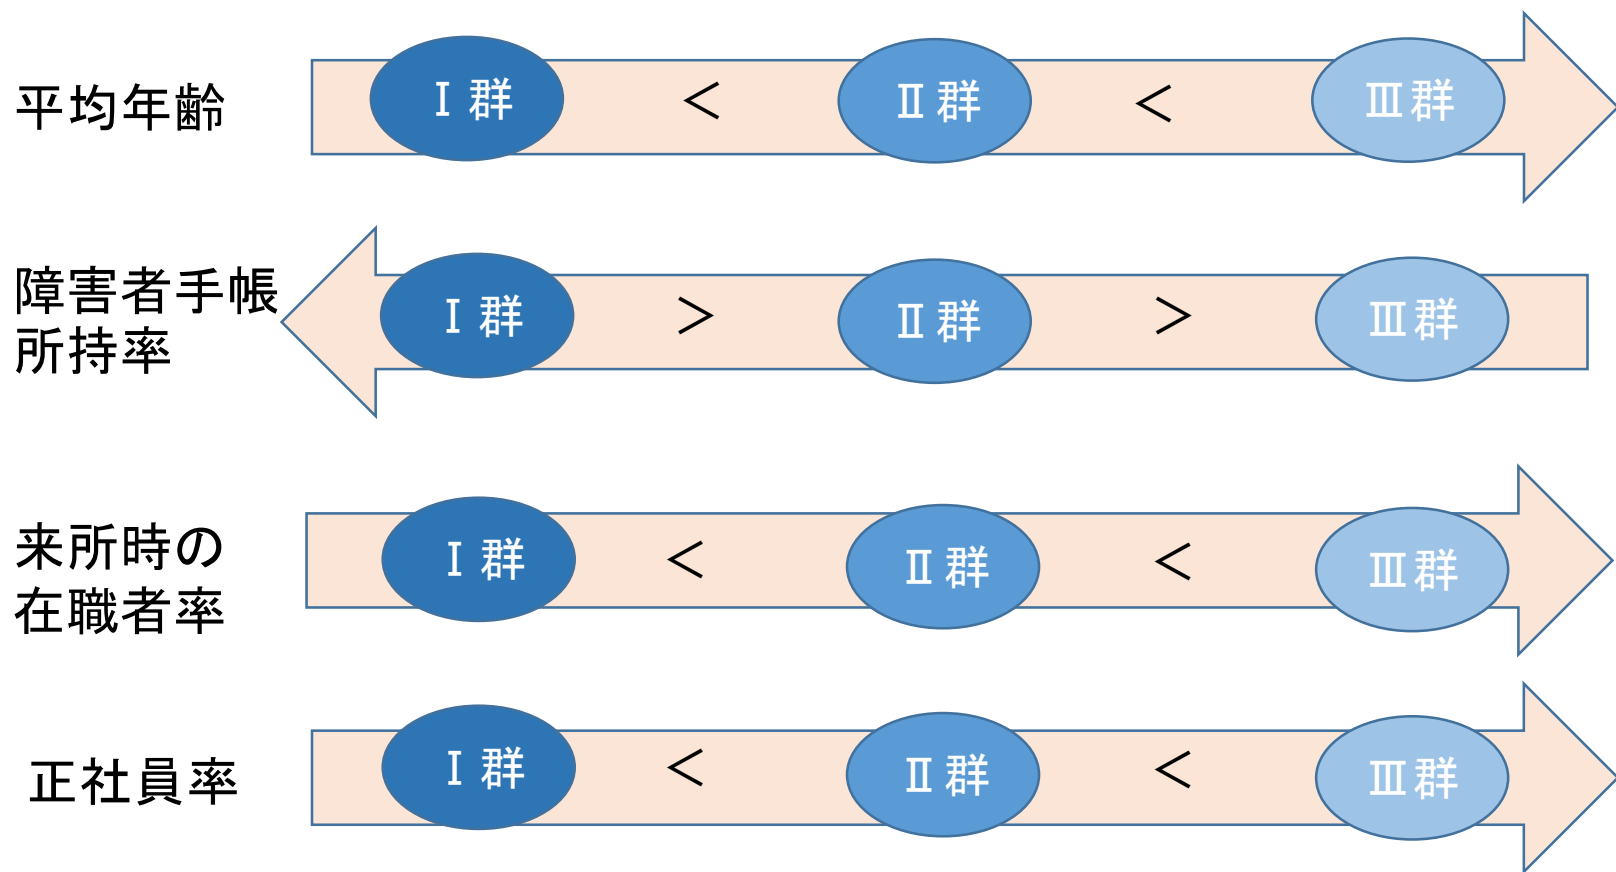 平均年齢 Ⅰ群 < Ⅱ群 < Ⅲ群
障害者手帳
所持率 Ⅰ群 > Ⅱ群 > Ⅲ群
来所時の
在職者率 Ⅰ群 < Ⅱ群 < Ⅲ群
正社員率 Ⅰ群 < Ⅱ群 < Ⅲ群